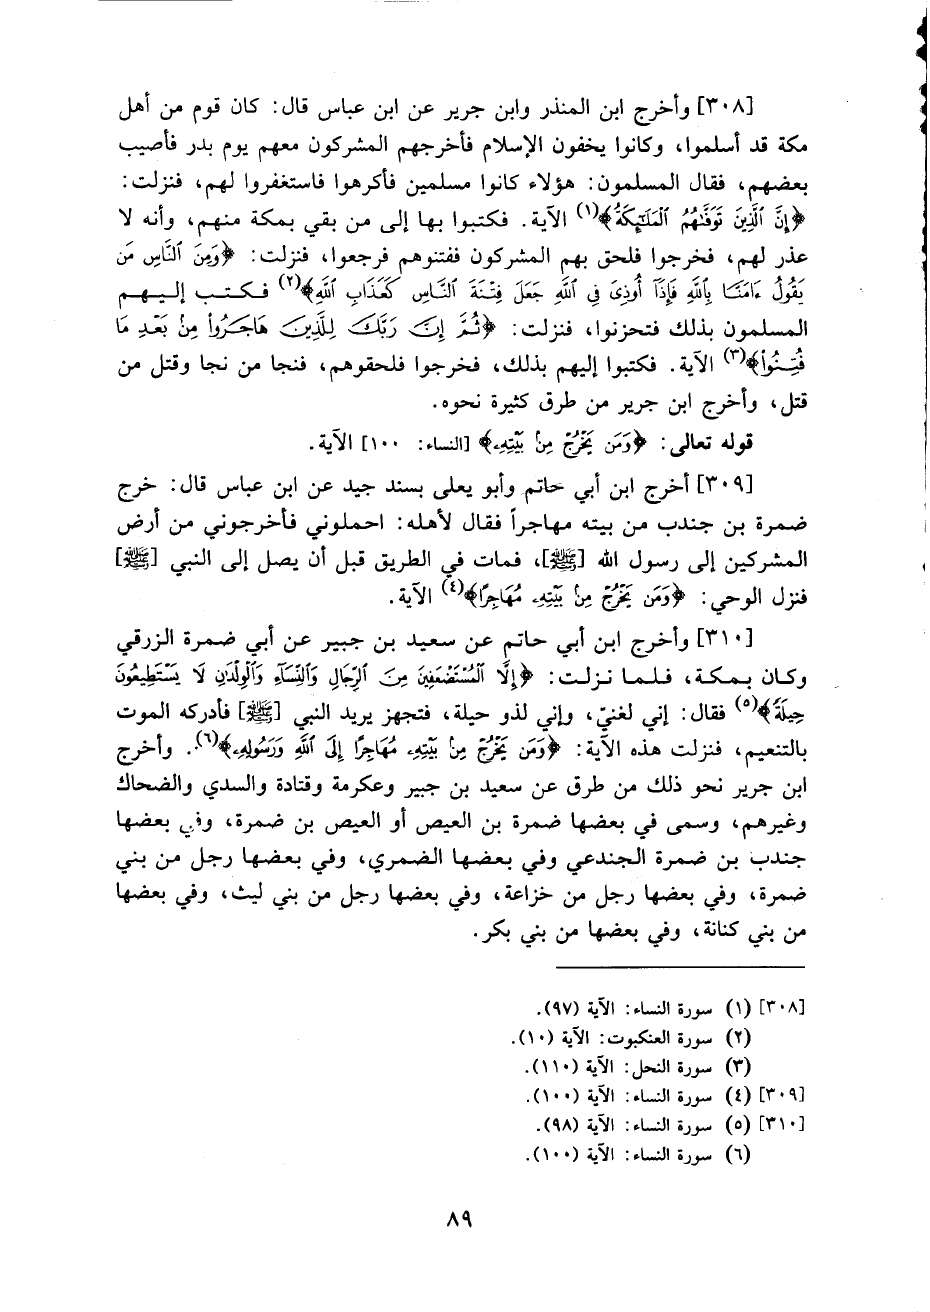 [٣٠٨] وأخرج ابن المنذر وابن جرير عن ابن عباس قال: كان قوم من أهل
مكة قد أسلموا، وكانوا يخفون الإسلام فأخرجهم المشركون معهم يوم بدر فأصيب
بعضهم، فقال المسلمون: هؤلاء كانوا مسلمين فأكرهوا فاستغفروا لهم، فنزلت:
﴿إِنَّ ٱلَّذِينَ تَوَفَّىٰهُمُ ٱلْمَلَـٰٓئِكَةُ﴾(١) الآية. فكتبوا بها إلى من بقي بمكة منهم، وأنه لا
عذر لهم، فخرجوا فلحق بهم المشركون ففتنوهم فرجعوا، فنزلت: ﴿وَمِنَ ٱلنَّاسِ مَن
يَقُولُ ءَامَنَّا بِٱللَّهِ فَإِذَآ أُوذِىَ فِى ٱللَّهِ جَعَلَ فِتْنَةَ ٱلنَّاسِ كَعَذَابِ ٱللَّهِ﴾(٢) فكتب إليهم
المسلمون بذلك فتحزنوا، فنزلت: ﴿ثُمَّ إِنَّ رَبَّكَ لِلَّذِينَ هَاجَرُوا۟ مِنۢ بَعْدِ مَا
فُتِنُوا۟﴾(٣) الآية. فكتبوا إليهم بذلك، فخرجوا فلحقوهم، فنجا من نجا وقتل من
قتل، وأخرج ابن جرير من طرق كثيرة نحوه.
قوله تعالى: ﴿وَمَن يَخْرُجْ مِنۢ بَيْتِهِۦ﴾ [النساء: ١٠٠] الآية.
[٣٠٩] أخرج ابن أبي حاتم وأبو يعلى بسند جيد عن ابن عباس قال: خرج
ضمرة بن جندب من بيته مهاجراً فقال لأهله: احملوني فأخرجوني من أرض
المشركين إلى رسول الله [ﷺ]، فمات في الطريق قبل أن يصل إلى النبي [ﷺ]
فنزل الوحي: ﴿وَمَن يَخْرُجْ مِنۢ بَيْتِهِۦ مُهَاجِرًا﴾(٤) الآية.
[٣١٠] وأخرج ابن أبي حاتم عن سعيد بن جبير عن أبي ضمرة الزرقي
وكان بمكة، فلما نزلت: ﴿إِلَّا ٱلْمُسْتَضْعَفِينَ مِنَ ٱلرِّجَالِ وَٱلنِّسَآءِ وَٱلْوِلْدَٰنِ لَا يَسْتَطِيعُونَ
حِيلَةً﴾(٥) فقال: إني لغنيّ، وإني لذو حيلة، فتجهز يريد النبي [ﷺ] فأدركه الموت
بالتنعيم، فنزلت هذه الآية: ﴿وَمَن يَخْرُجْ مِنۢ بَيْتِهِۦ مُهَاجِرًا إِلَى ٱللَّهِ وَرَسُولِهِۦ﴾(٦). وأخرج
ابن جرير نحو ذلك من طرق عن سعيد بن جبير وعكرمة وقتادة والسدي والضحاك
وغيرهم، وسمى في بعضها ضمرة بن العيص أو العيص بن ضمرة، وفي بعضها
جندب بن ضمرة الجندعي وفي بعضها الضمري، وفي بعضها رجل من بني
ضمرة، وفي بعضها رجل من خزاعة، وفي بعضها رجل من بني ليث، وفي بعضها
من بني كنانة، وفي بعضها من بني بكر.
[٣٠٨] (١) سورة النساء: الآية (٩٧).
(٢) سورة العنكبوت: الآية (١٠).
(٣) سورة النحل: الآية (١١٠).
[٣٠٩] (٤) سورة النساء: الآية (١٠٠).
[٣١٠] (٥) سورة النساء: الآية (٩٨).
(٦) سورة النساء: الآية (١٠٠).
٨٩